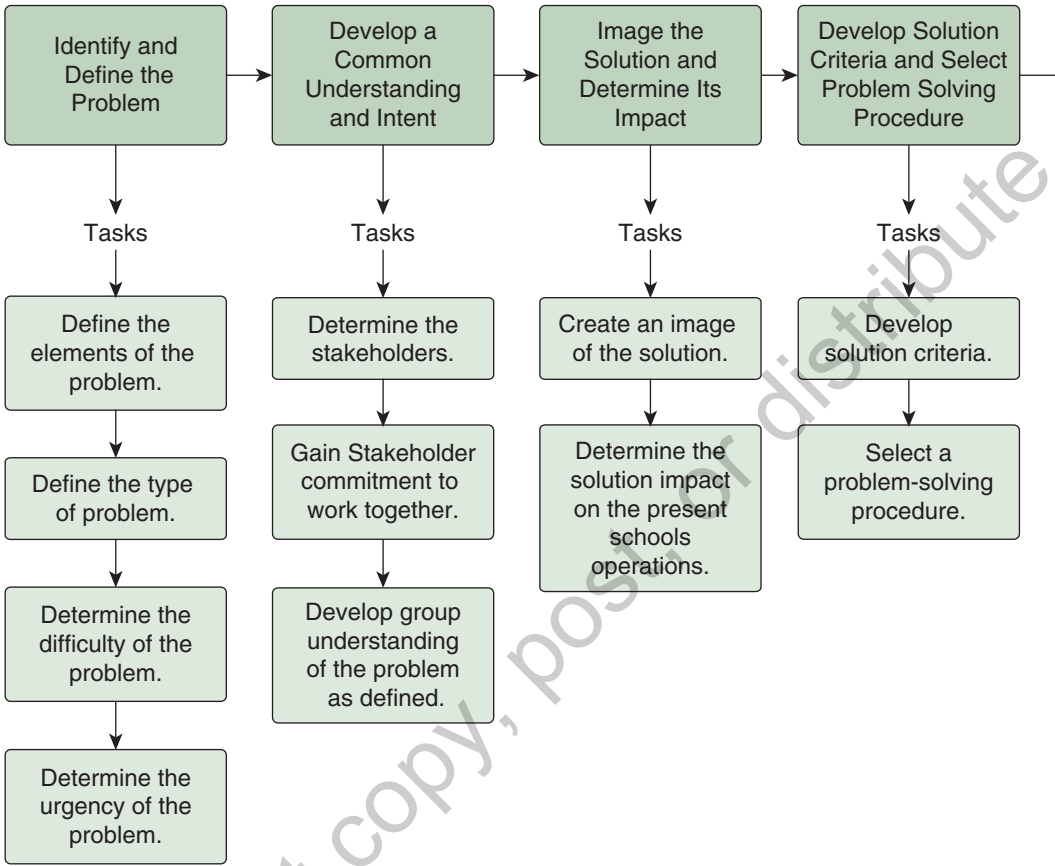 Identify and
Define the
Problem
Develop a
Common
Understanding
and Intent
Image the
Solution and
Determine Its
Impact
Develop Solution
Criteria and Select
Problem Solving
Procedure
Tasks
Tasks
Tasks
Tasks
Define the
elements of the
problem.
Define the type
of problem.
Determine the
difficulty of the
problem.
Determine the
urgency of the
problem.
Determine the
stakeholders.
Gain Stakeholder
commitment to
work together.
Develop group
understanding
of the problem
as defined.
Create an image
of the solution.
Determine the
solution impact
on the present
schools
operations.
Develop
solution criteria.
Select a
problem-solving
procedure.
copy, post, or distribute